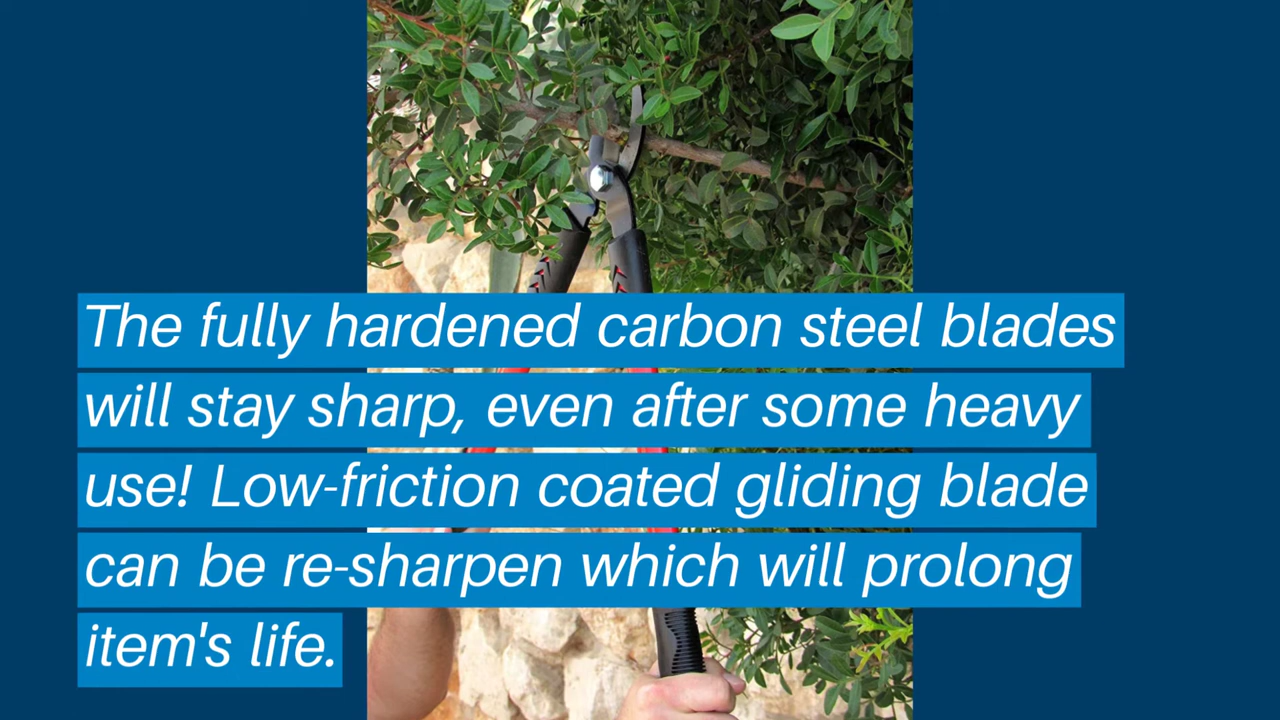 The fully hardened carbon steel blades
will stay sharp, even after some heavy
use! Low-friction coated gliding blade
can be re-sharpen which will prolong
item's life.